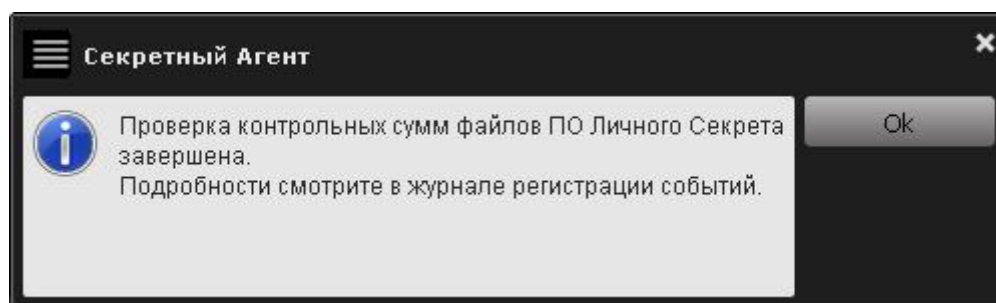 Секретный Агент
Проверка контрольных сумм файлов ПО Личного Секрета
завершена.
Подробности смотрите в журнале регистрации событий.
Ok